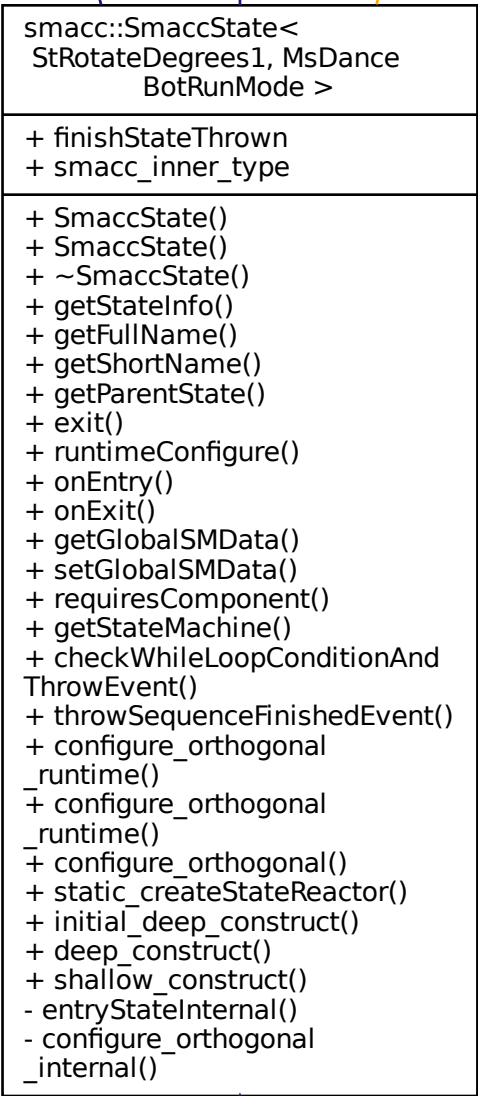 smacc::SmaccState<
StRotateDegrees1, MsDance
BotRunMode >
+ finishStateThrown
+ smacc_inner_type
+ SmaccState()
+ SmaccState()
+ ~SmaccState()
+ getStateInfo()
+ getFullName()
+ getShortName()
+ getParentState()
+ exit()
+ runtimeConfigure()
+ onEntry()
+ onExit()
+ getGlobalSMData()
+ setGlobalSMData()
+ requiresComponent()
+ getStateMachine()
+ checkWhileLoopConditionAnd
ThrowEvent()
+ throwSequenceFinishedEvent()
+ configure_orthogonal
_runtime()
+ configure_orthogonal
_runtime()
+ configure_orthogonal()
+ static_createStateReactor()
+ initial_deep_construct()
+ deep_construct()
+ shallow_construct()
- entryStateInternal()
- configure_orthogonal
_internal()